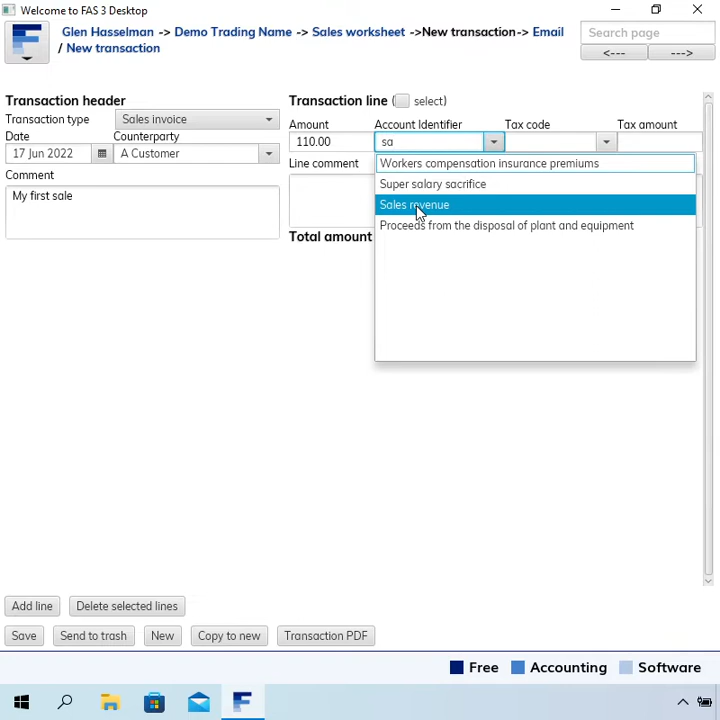 Welcome to FAS 3 Desktop
Glen Hasselman -> Demo Trading Name -> Sales worksheet ->New transaction-> Email
/ New transaction
Search page
<---
--->
Transaction header
Transaction line ( select)
Transaction type
Sales invoice
Amount
Account Identifier
Tax code
Tax amount
Date
Counterparty
110.00
sa
17 Jun 2022
A Customer
Line comment
Workers compensation insurance premiums
Comment
Super salary sacrifice
My first sale
Sales revenue
Proceeds from the disposal of plant and equipment
Total amount
Add line
Delete selected lines
Save
Send to trash
New
Copy to new
Transaction PDF
Free
Accounting
Software